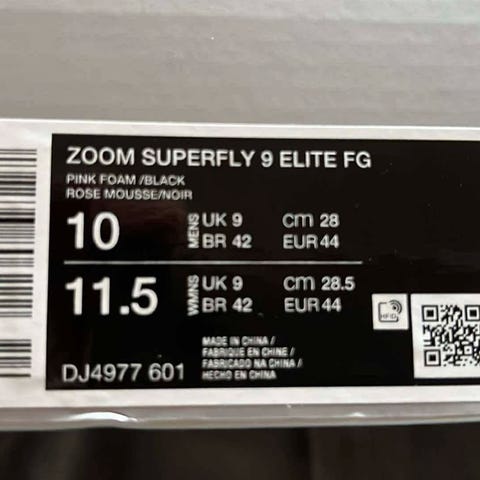 ZOOM SUPERFLY 9 ELITE FG
PINK FOAM /BLACK
ROSE MOUSSE/NOIR
10 MENS UK 9 cm 28
BR 42 EUR 44
11.5 WMNS UK 9 cm 28.5
BR 42 EUR 44
MADE IN CHINA /
FABRIQUE EN CHINE /
FABRICADO NA CHINA /
HECHO EN CHINA
DJ4977 601